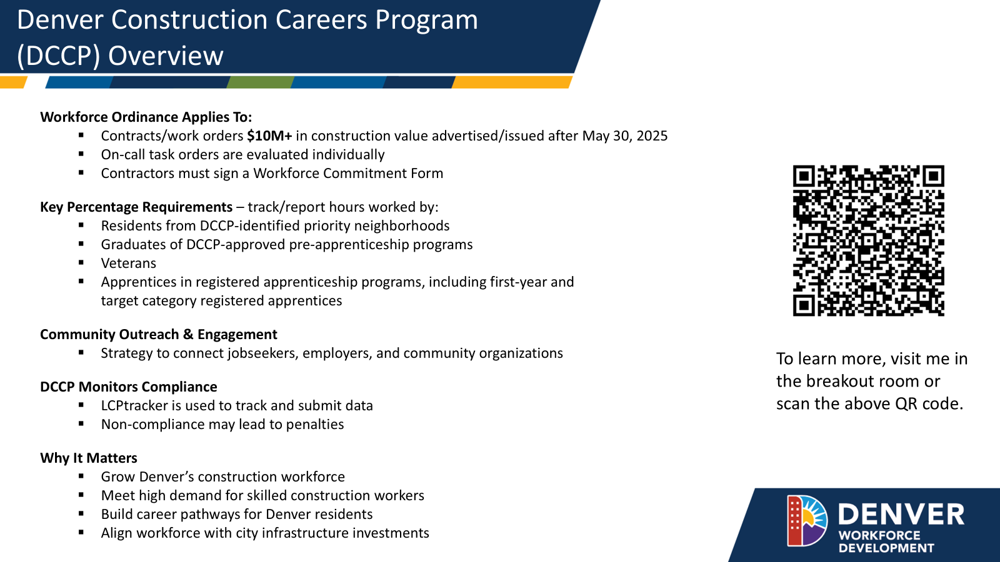 Denver Construction Careers Program
(DCCP) Overview
Workforce Ordinance Applies To:
▪ Contracts/work orders $10M+ in construction value advertised/issued after May 30, 2025
▪ On-call task orders are evaluated individually
▪ Contractors must sign a Workforce Commitment Form
Key Percentage Requirements – track/report hours worked by:
▪ Residents from DCCP-identified priority neighborhoods
▪ Graduates of DCCP-approved pre-apprenticeship programs
▪ Veterans
▪ Apprentices in registered apprenticeship programs, including first-year and
target category registered apprentices
Community Outreach & Engagement
▪ Strategy to connect jobseekers, employers, and community organizations
DCCP Monitors Compliance
▪ LCPtracker is used to track and submit data
▪ Non-compliance may lead to penalties
Why It Matters
▪ Grow Denver’s construction workforce
▪ Meet high demand for skilled construction workers
▪ Build career pathways for Denver residents
▪ Align workforce with city infrastructure investments
To learn more, visit me in
the breakout room or
scan the above QR code.
DENVER
WORKFORCE
DEVELOPMENT